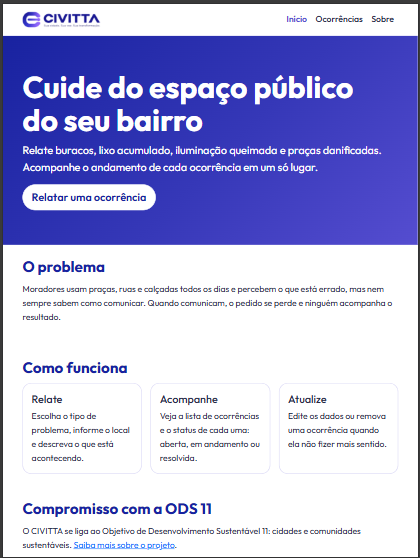 CIVITTA
Início Ocorrências Sobre
Cuide do espaço público
do seu bairro
Relate buracos, lixo acumulado, iluminação queimada e praças danificadas.
Acompanhe o andamento de cada ocorrência em um só lugar.
Relatar uma ocorrência
O problema
Moradores usam praças, ruas e calçadas todos os dias e percebem o que está errado, mas nem
sempre sabem como comunicar. Quando comunicam, o pedido se perde e ninguém acompanha o
resultado.
Como funciona
Relate
Escolha o tipo de
problema, informe o local
e descreva o que está
acontecendo.
Acompanhe
Veja a lista de ocorrências
e o status de cada uma:
aberta, em andamento ou
resolvida.
Atualize
Edite os dados ou remova
uma ocorrência quando
ela não fizer mais sentido.
Compromisso com a ODS 11
O CIVITTA se liga ao Objetivo de Desenvolvimento Sustentável 11: cidades e comunidades
sustentáveis. Saiba mais sobre o projeto.